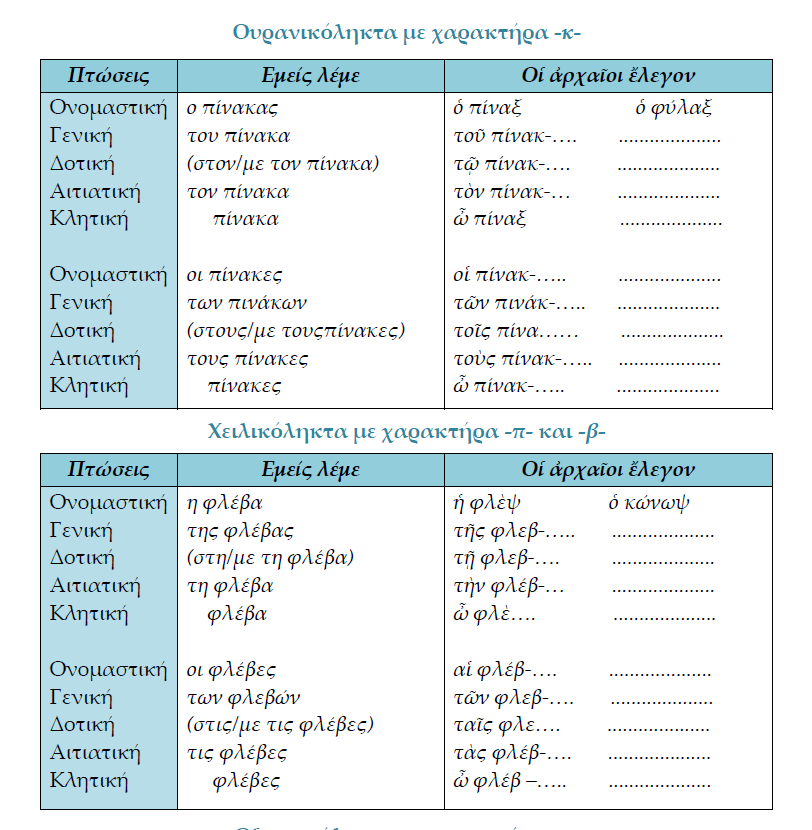 Ουρανικόληκτα με χαρακτήρα -κ-
Πτώσεις Εμείς λέμε Οἱ ἀρχαῖοι ἔλεγον
Ονομαστική ο πίνακας ὁ πίναξ ὁ φύλαξ
Γενική του πίνακα τοῦ πίνακ-…. .....................
Δοτική (στον/με τον πίνακα) τῷ πίνακ-…. .....................
Αιτιατική τον πίνακα τὸν πίνακ-… .....................
Κλητική πίνακα ὦ πίναξ .....................
Ονομαστική οι πίνακες οἱ πίνακ-….. .....................
Γενική των πινάκων τῶν πινάκ-….. .....................
Δοτική (στους/με τουςπίνακες) τοῖς πίνα…… .....................
Αιτιατική τους πίνακες τοὺς πίνακ-….. .....................
Κλητική πίνακες ὦ πίνακ-….. .....................
Χειλικόληκτα με χαρακτήρα -π- και -β-
Πτώσεις Εμείς λέμε Οἱ ἀρχαῖοι ἔλεγον
Ονομαστική η φλέβα ἡ φλὲψ ὁ κώνωψ
Γενική της φλέβας τῆς φλεβ-….. .....................
Δοτική (στη/με τη φλέβα) τῇ φλεβ-…. .....................
Αιτιατική τη φλέβα τὴν φλέβ-… .....................
Κλητική φλέβα ὦ φλὲ…. .....................
Ονομαστική οι φλέβες αἱ φλέβ-…. .....................
Γενική των φλεβών τῶν φλεβ-…. .....................
Δοτική (στις/με τις φλέβες) ταῖς φλε…. .....................
Αιτιατική τις φλέβες τὰς φλέβ-…. .....................
Κλητική φλέβες ὦ φλέβ –….. .....................